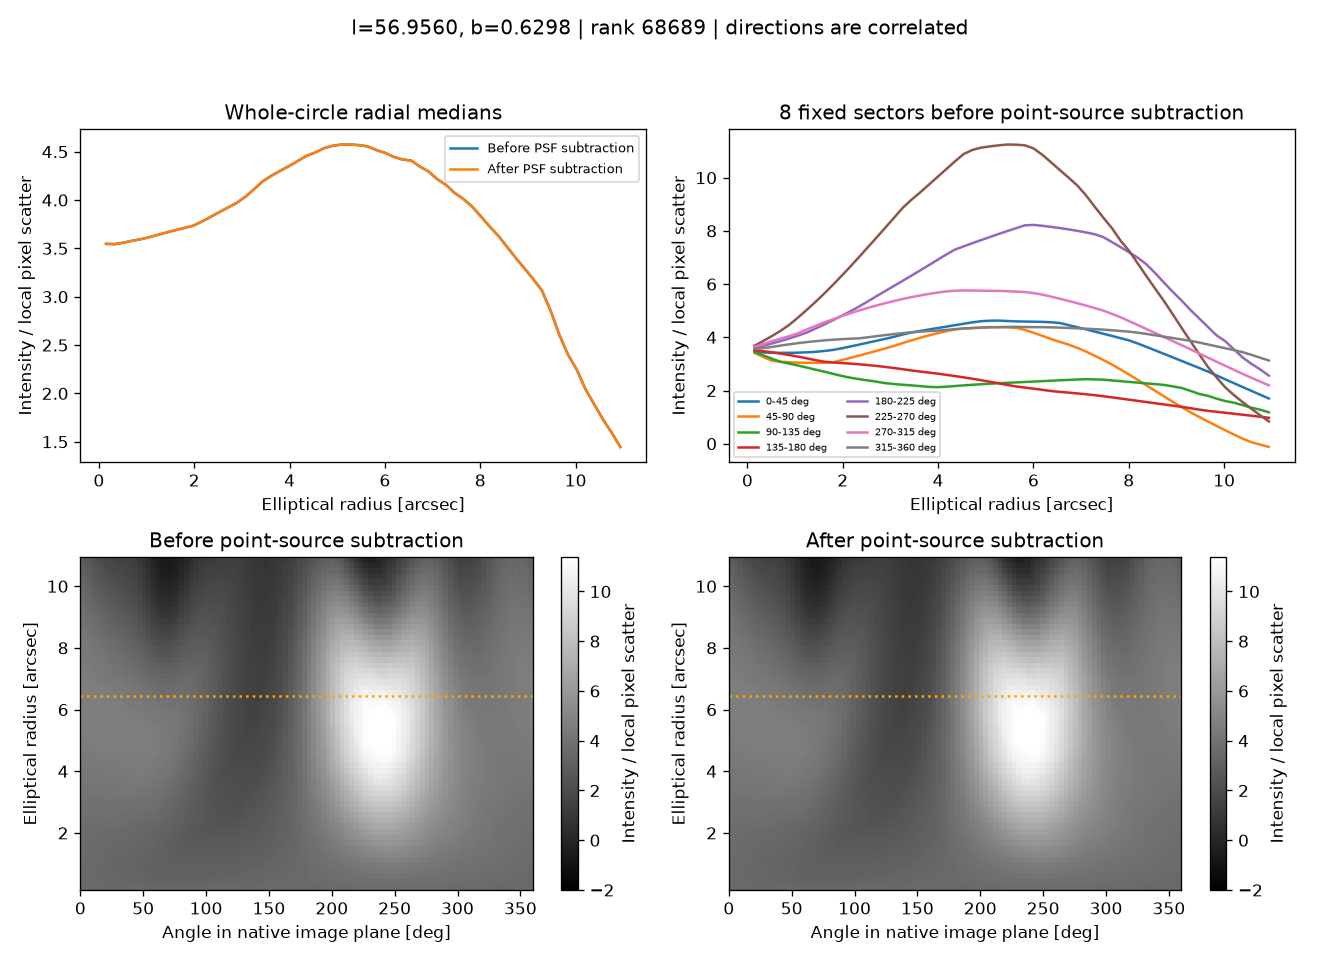 l=56.9560, b=0.6298 | rank 68689 | directions are correlated
Whole-circle radial medians
Intensity / local pixel scatter
4.5
4.0
3.5
3.0
2.5
2.0
1.5
Before PSF subtraction
After PSF subtraction
0 2 4 6 8 10
Elliptical radius [arcsec]
8 fixed sectors before point-source subtraction
Intensity / local pixel scatter
10
8
6
4
2
0
0-45 deg
45-90 deg
90-135 deg
135-180 deg
180-225 deg
225-270 deg
270-315 deg
315-360 deg
0 2 4 6 8 10
Elliptical radius [arcsec]
Before point-source subtraction
Elliptical radius [arcsec]
10
8
6
4
2
0 50 100 150 200 250 300 350
Angle in native image plane [deg]
10
8
6
4
2
0
−2
Intensity / local pixel scatter
After point-source subtraction
Elliptical radius [arcsec]
10
8
6
4
2
0 50 100 150 200 250 300 350
Angle in native image plane [deg]
10
8
6
4
2
0
−2
Intensity / local pixel scatter